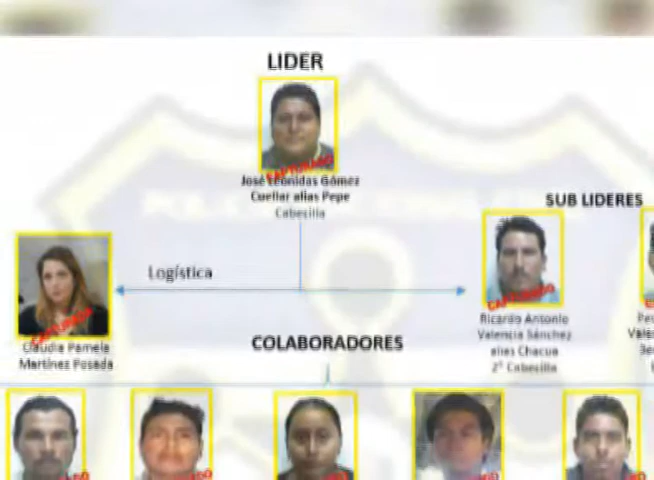 LIDER
CAPTURADO
José Leonidas Gómez
Cuellar alias Pepe
Cabecilla
SUB LIDERES
Logística
CAPTURADA
CAPTURADO
Claudia Pamela
Martínez Posada
Ricardo Antonio
Valencia Sánchez
alias Chacua
2° Cabecilla
COLABORADORES